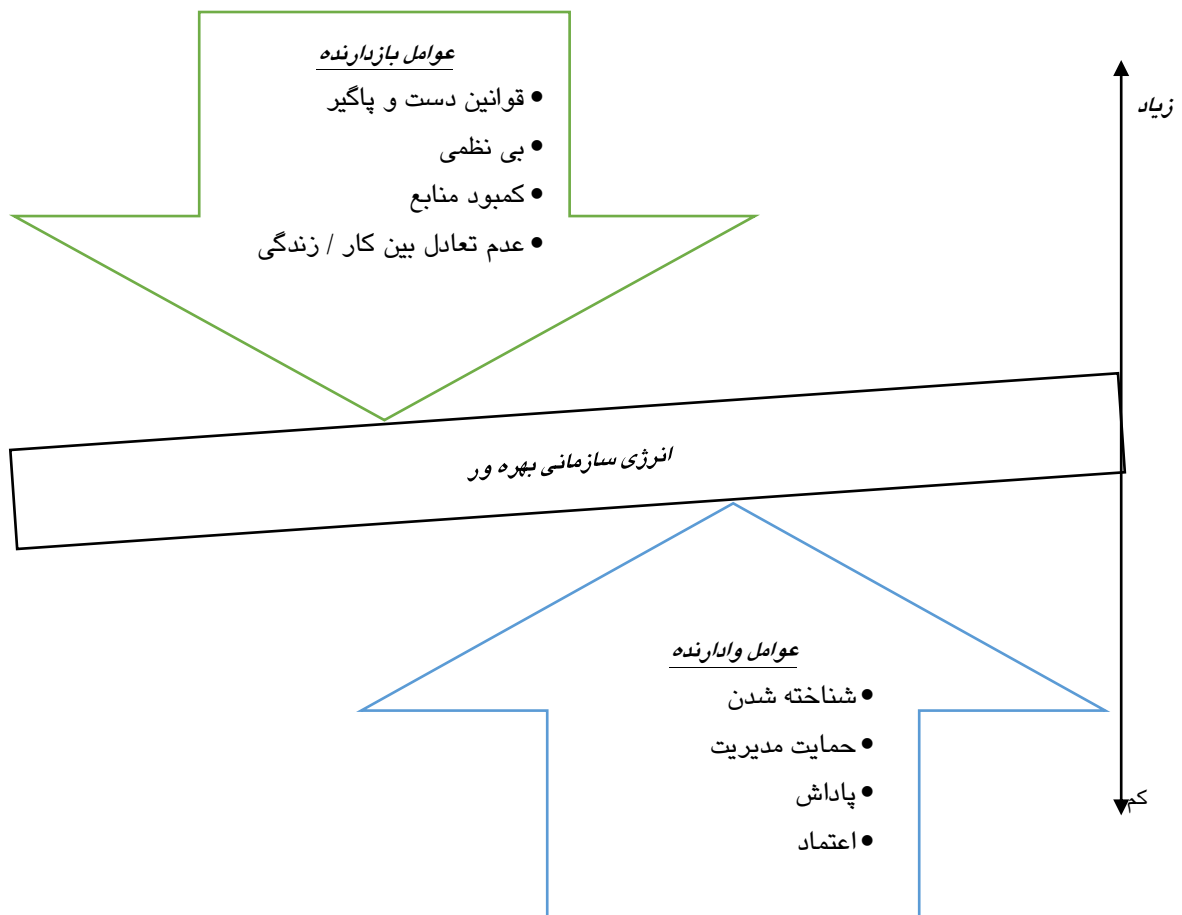 عوامل بازدارنده
• قوانین دست و پاگیر
• بی نظمی
• کمبود منابع
• عدم تعادل بین کار / زندگی
زیاد
انرژی سازمانی بهره ور
عوامل وادارنده
• شناخته شدن
• حمایت مدیریت
• پاداش
• اعتماد
کم